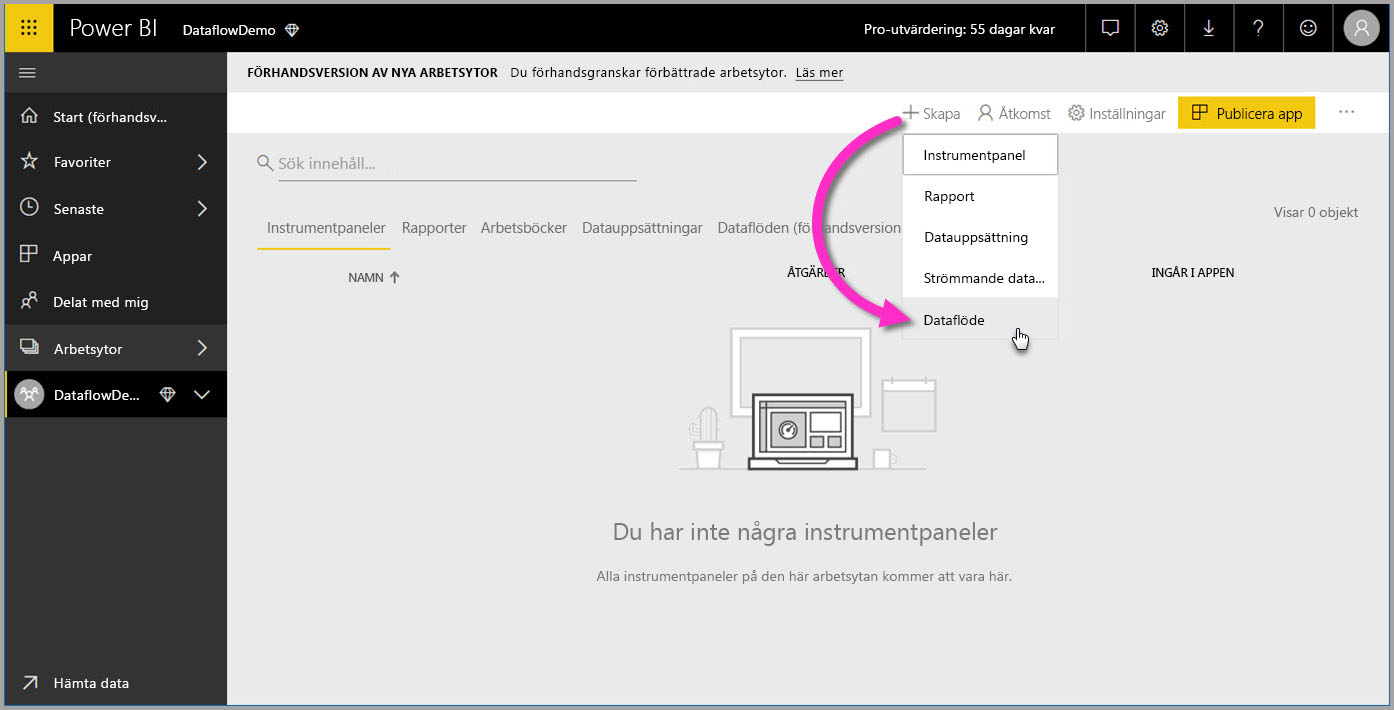 Power BI DataflowDemo Pro-utvärdering: 55 dagar kvar
FÖRHANDSVERSION AV NYA ARBETSYTOR Du förhandsgranskar förbättrade arbetsytor. Läs mer
Start (förhandsv...
Favoriter
Senaste
Appar
Delat med mig
Arbetsytor
DataflowDe...
Hämta data
Skapa Åtkomst Inställningar Publicera app ...
Instrumentpanel
Rapport
Datauppsättning
Strömmande data...
Dataflöde
Sök innehåll...
Visar 0 objekt
Instrumentpaneler Rapporter Arbetsböcker Datauppsättningar Dataflöden (förhandsversion
NAMN ÅTGÄRDER INGÅR I APPEN
Du har inte några instrumentpaneler
Alla instrumentpaneler på den här arbetsytan kommer att vara här.